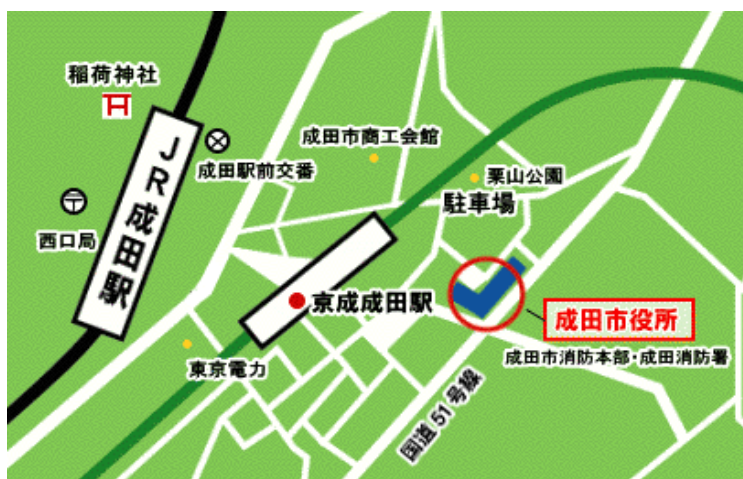 稲荷神社
成田駅前交番
成田市商工会館
栗山公園
駐車場
西口局
JR成田駅
京成成田駅
成田市役所
成田市消防本部・成田消防署
東京電力
国道51号線